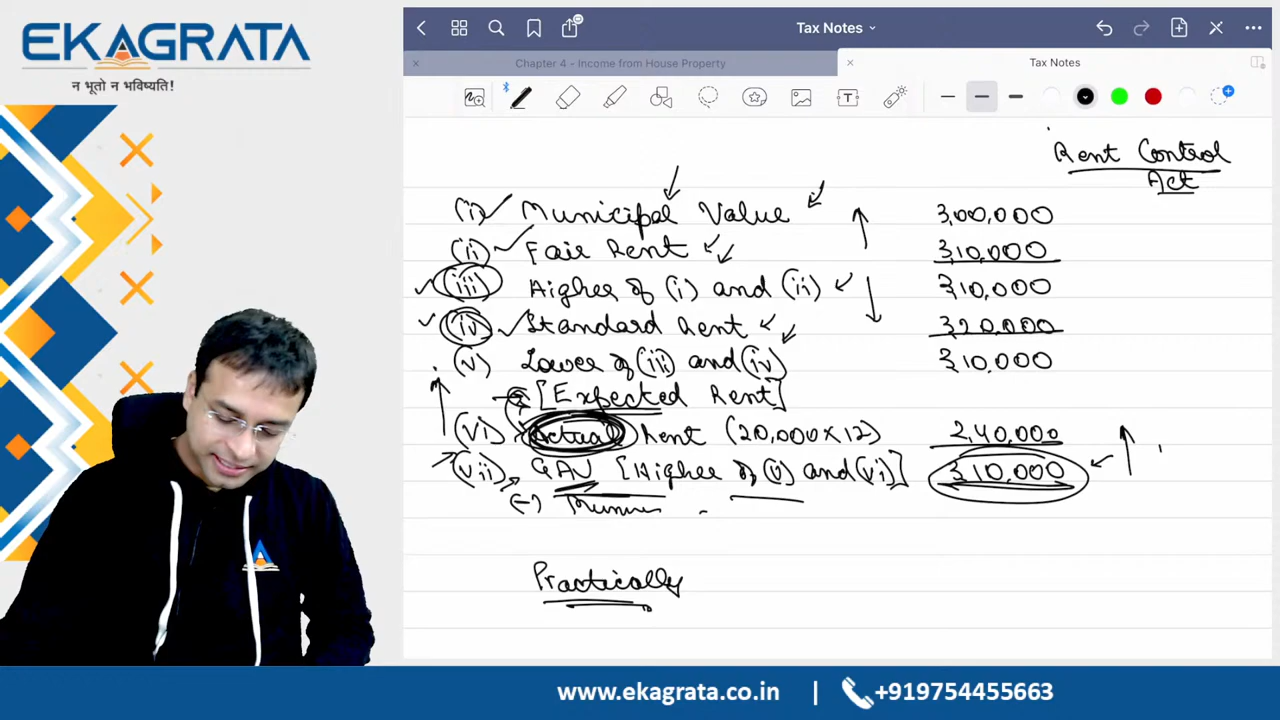 EKAGRATA
न भूतो न भविष्यति!
Tax Notes
Chapter 4 - Income from House Property
Tax Notes
T
Rent Control
Act
(i) Municipal Value 3,00,000
(ii) Fair Rent 3,10,000
(iii) Higher of (i) and (ii) 3,10,000
(iv) Standard Rent 3,20,000
(v) Lower of (iii) and (iv) 3,10,000
[Expected Rent]
(vi) Actual Rent (20,000×12) 2,40,000
(vii) GAV [Higher of (v) and (vi)] 3,10,000
(-)
Practically
www.ekagrata.co.in | +919754455663